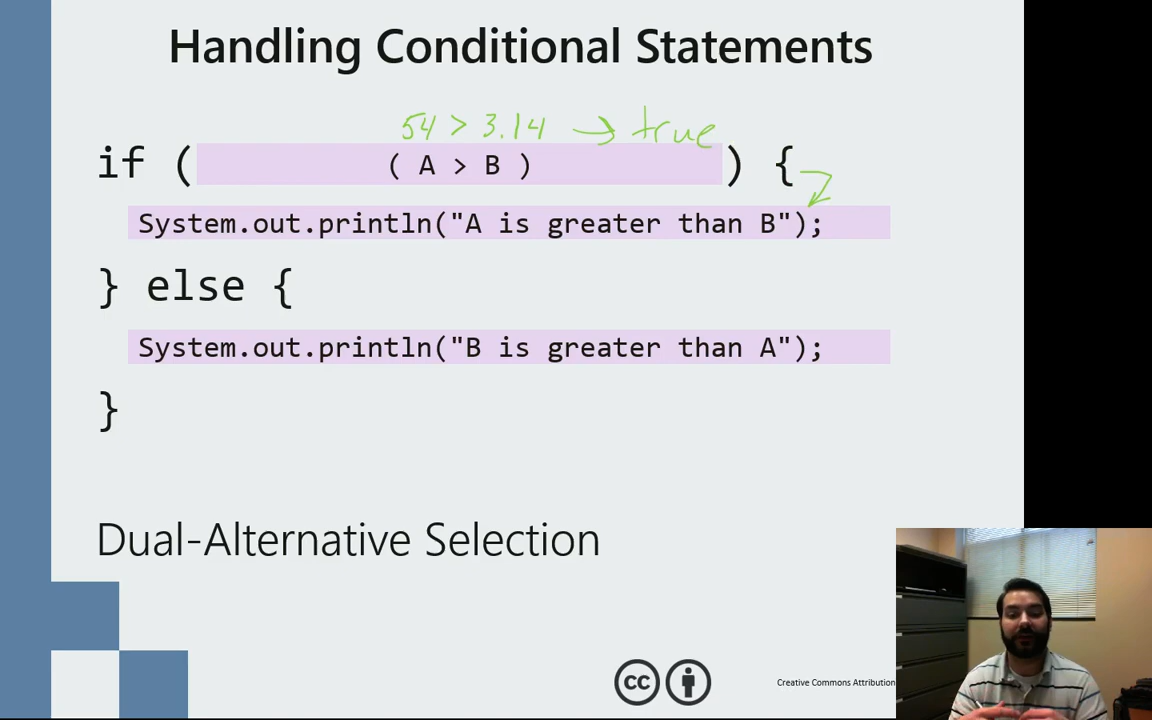 Handling Conditional Statements
54 > 3.14 → true
if ( ( A > B ) ) {
System.out.println("A is greater than B");
} else {
System.out.println("B is greater than A");
}
Dual-Alternative Selection
cc
Creative Commons Attribution